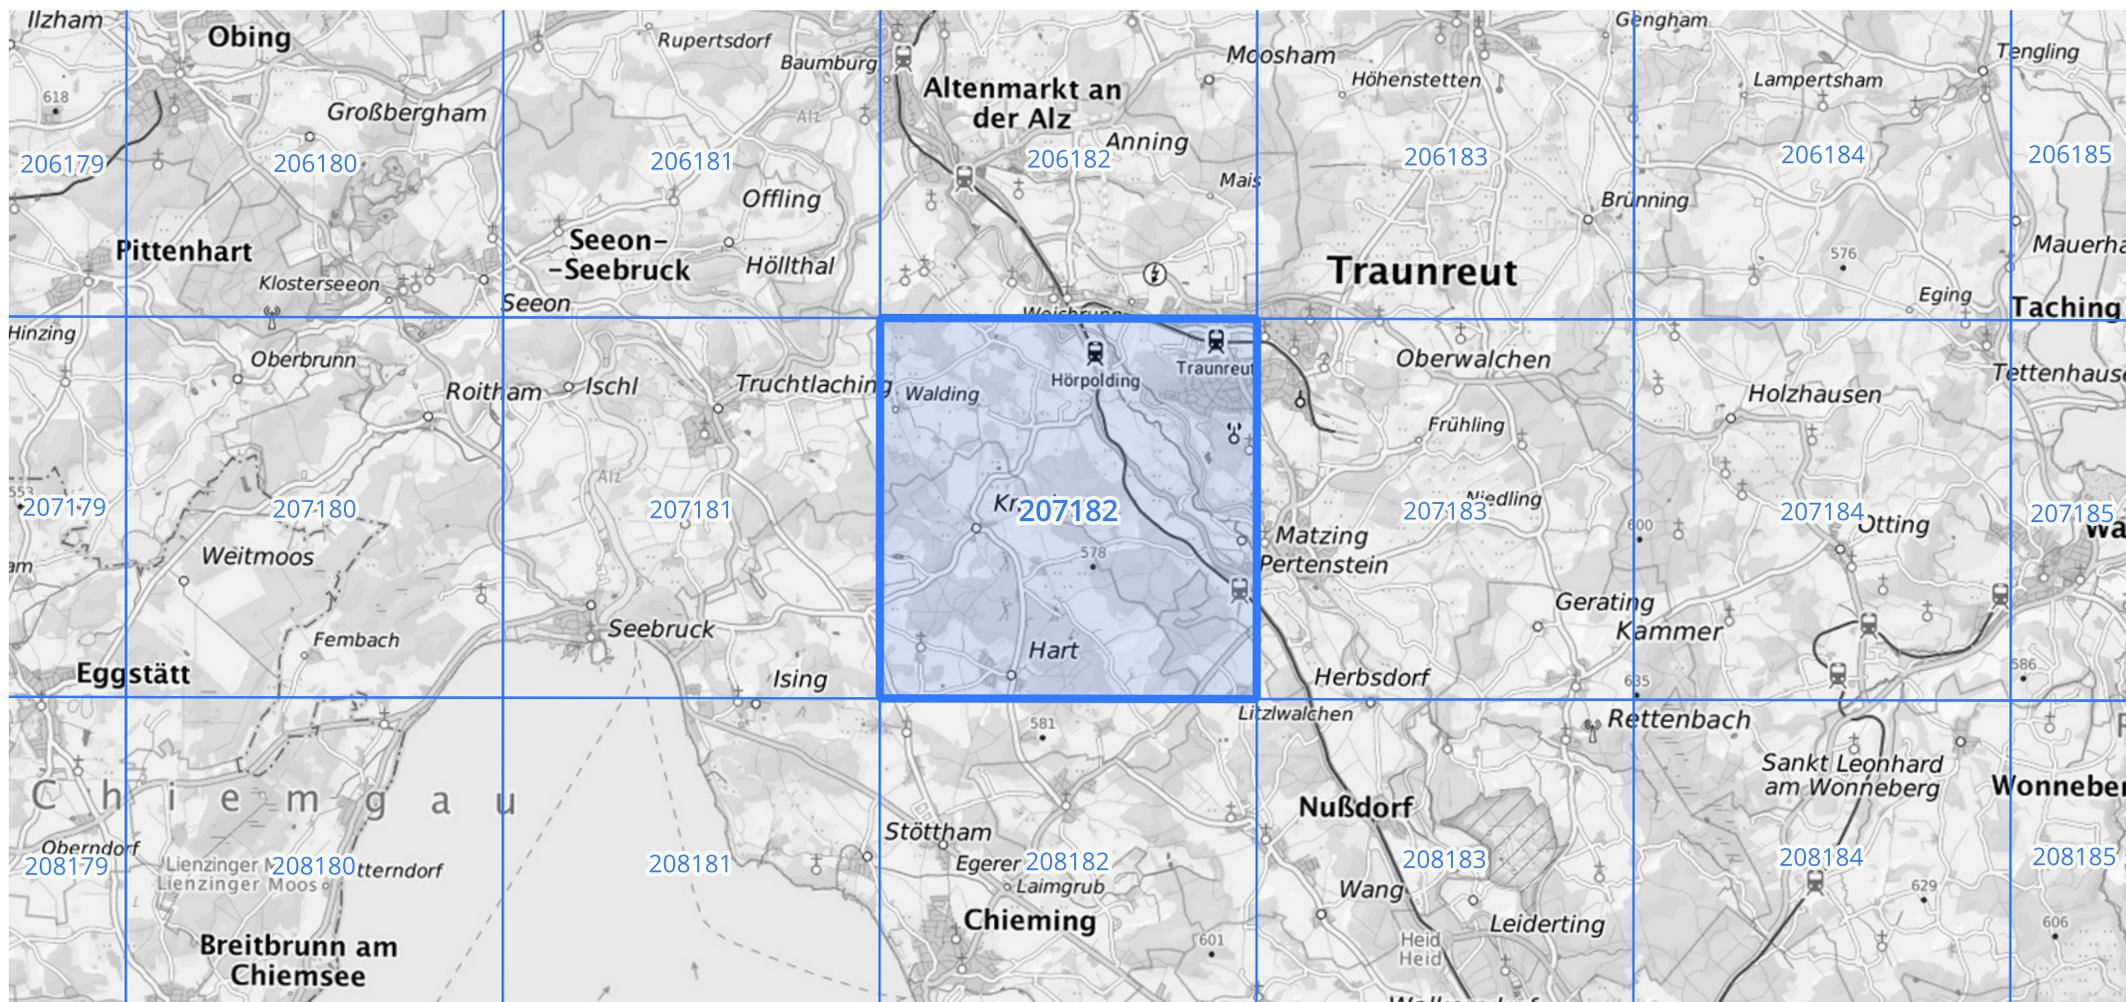 Ilzham
Obing
Rupertsdorf
Baumburg
Moosham
Gengham
Tengling
618
Großbergham
Alz
Altenmarkt an
der Alz
Höhenstetten
Lampertsham
Anning
206179
206180
206181
206182
206183
206184
206185
Offling
Mais
Brünning
Pittenhart
Seeon-
-Seebruck
Höllthal
Klosterseeon
Seeon
Traunreut
576
Eging
Taching
Hinzing
Oberbrunn
Roitham
Ischl
Truchtlaching
Walding
Hörpolding
Traunreut
Oberwalchen
Holzhausen
Frühling
Alz
553
207179
207180
207181
207182
207183
207184
207185
Niedling
Otting
Weitmoos
578
Matzing
Pertenstein
600
Fembach
Seebruck
Gerating
Kammer
Eggstätt
Ising
Hart
Herbsdorf
635
586
581
Litzlwalchen
Rettenbach
Chiemgau
Sankt Leonhard
am Wonneberg
Nußdorf
Stöttham
Oberndorf
Lienzinger Moos
208179
208180
tterndorf
208181
Egerer
208182
208183
208184
208185
Laimgrub
Wang
629
Chieming
Leiderting
Breitbrunn am
Chiemsee
601
Heid
Heid
606